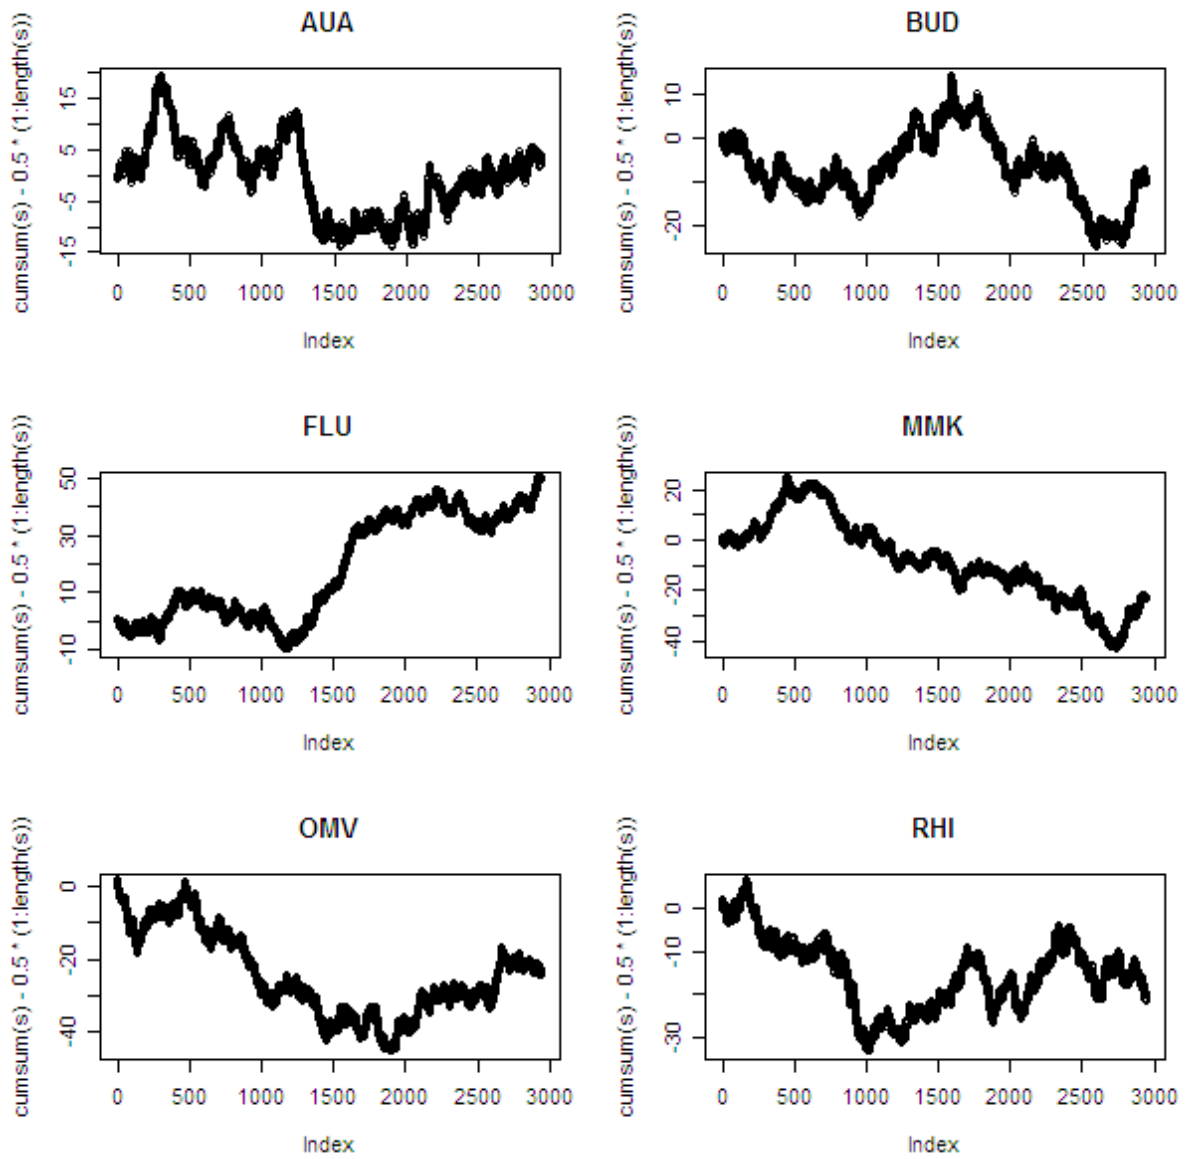 AUA
cumsum(s) - 0.5 * (1:length(s))
-15 -5 5 15
0 500 1000 1500 2000 2500 3000
Index
BUD
cumsum(s) - 0.5 * (1:length(s))
-20 0 10
0 500 1000 1500 2000 2500 3000
Index
FLU
cumsum(s) - 0.5 * (1:length(s))
-10 10 30 50
0 500 1000 1500 2000 2500 3000
Index
MMK
cumsum(s) - 0.5 * (1:length(s))
-40 -20 0 20
0 500 1000 1500 2000 2500 3000
Index
OMV
cumsum(s) - 0.5 * (1:length(s))
-40 -20 0
0 500 1000 1500 2000 2500 3000
Index
RHI
cumsum(s) - 0.5 * (1:length(s))
-30 -10 0
0 500 1000 1500 2000 2500 3000
Index